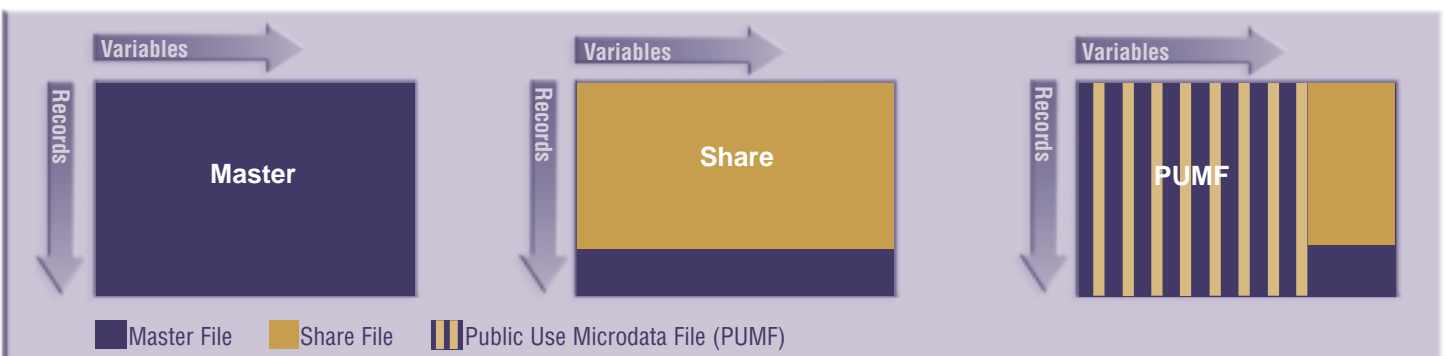 Variables
Records
Master
Variables
Records
Share
Variables
Records
PUMF
Master File
Share File
Public Use Microdata File (PUMF)